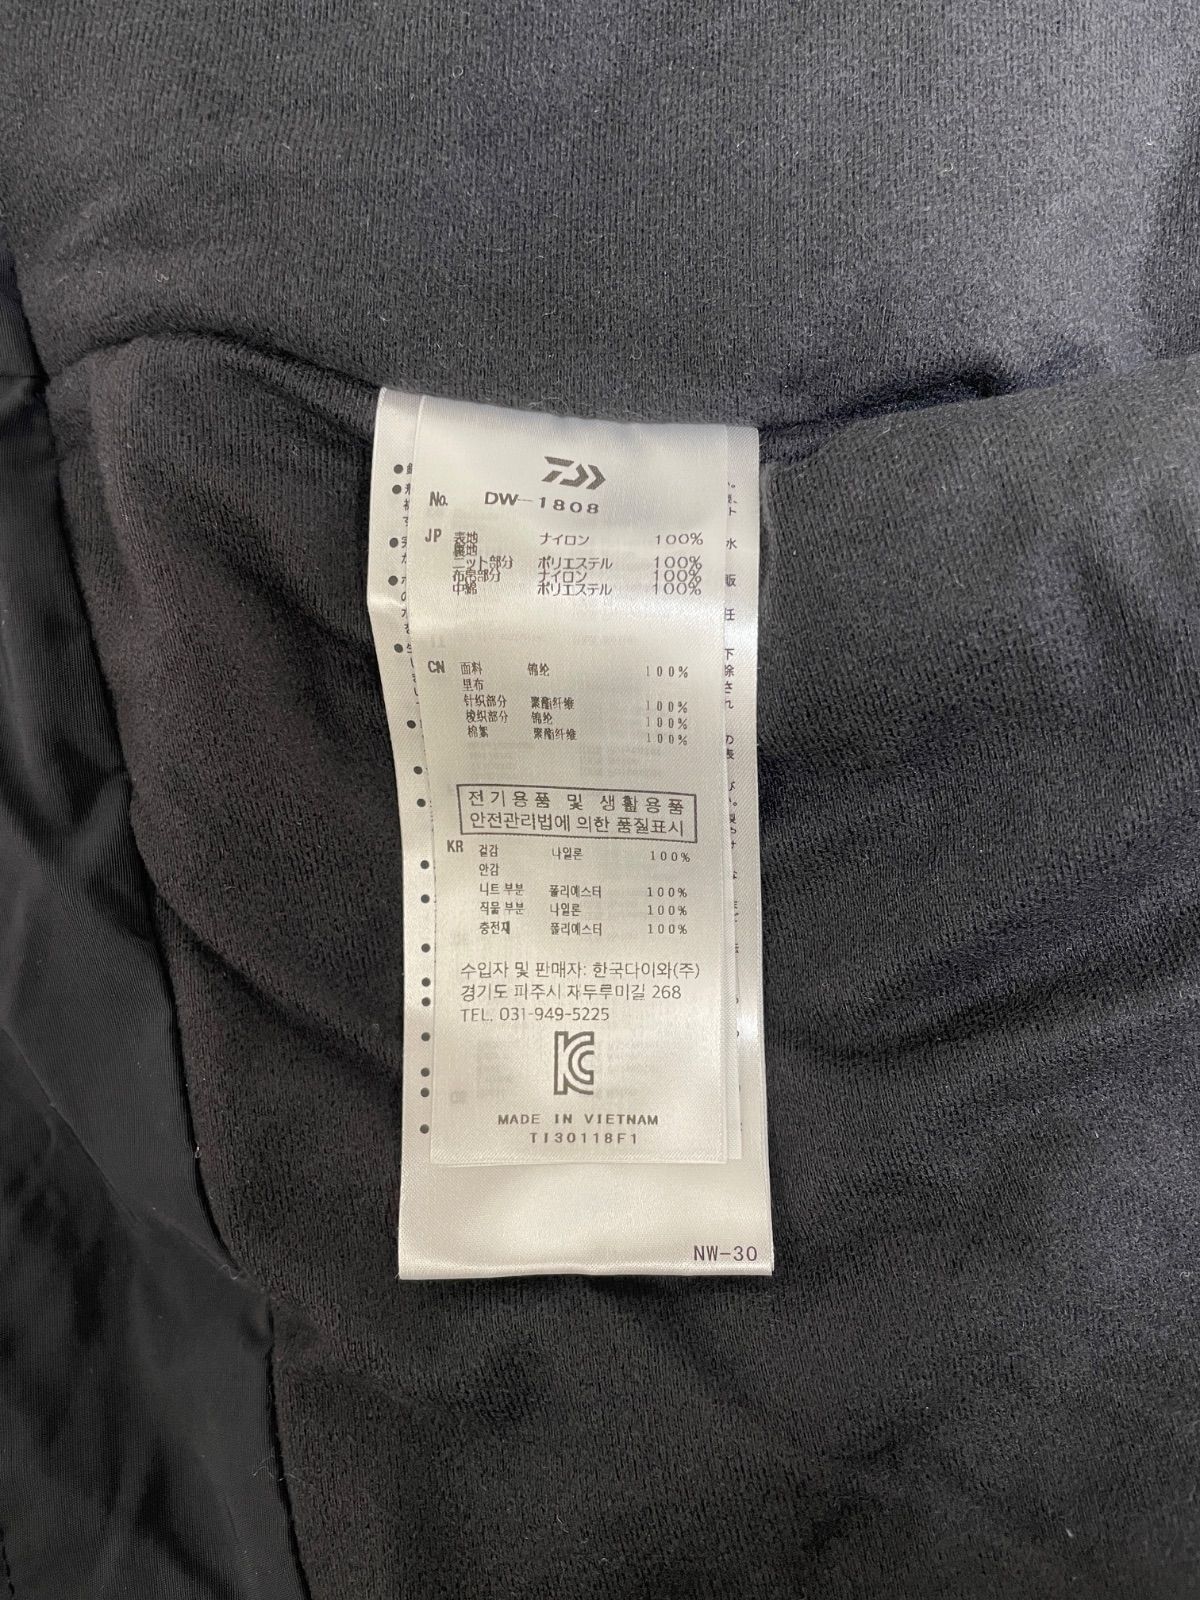 No. DW-1808
JP 表地 ナイロン 100%
裏地
ニット部分 ポリエステル 100%
布帛部分 ナイロン 100%
中綿 ポリエステル 100%
CN 面料 锦纶 100%
里布
针织部分 聚酯纤维 100%
梭织部分 锦纶 100%
棉絮 聚酯纤维 100%
전기용품 및 생활용품
안전관리법에 의한 품질표시
KR 겉감 나일론 100%
안감
니트 부분 폴리에스터 100%
직물 부분 나일론 100%
충전재 폴리에스터 100%
수입자 및 판매자: 한국다이와(주)
경기도 파주시 재두루미길 268
TEL. 031-949-5225
MADE IN VIETNAM
TI30118F1
NW-30